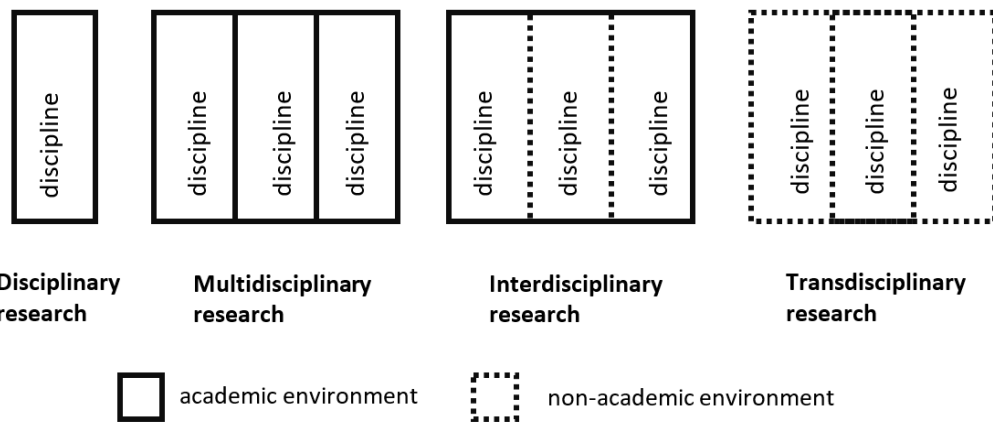 discipline
discipline
discipline
discipline
discipline
discipline
discipline
discipline
discipline
discipline
Disciplinary
research
Multidisciplinary
research
Interdisciplinary
research
Transdisciplinary
research
academic environment
non-academic environment